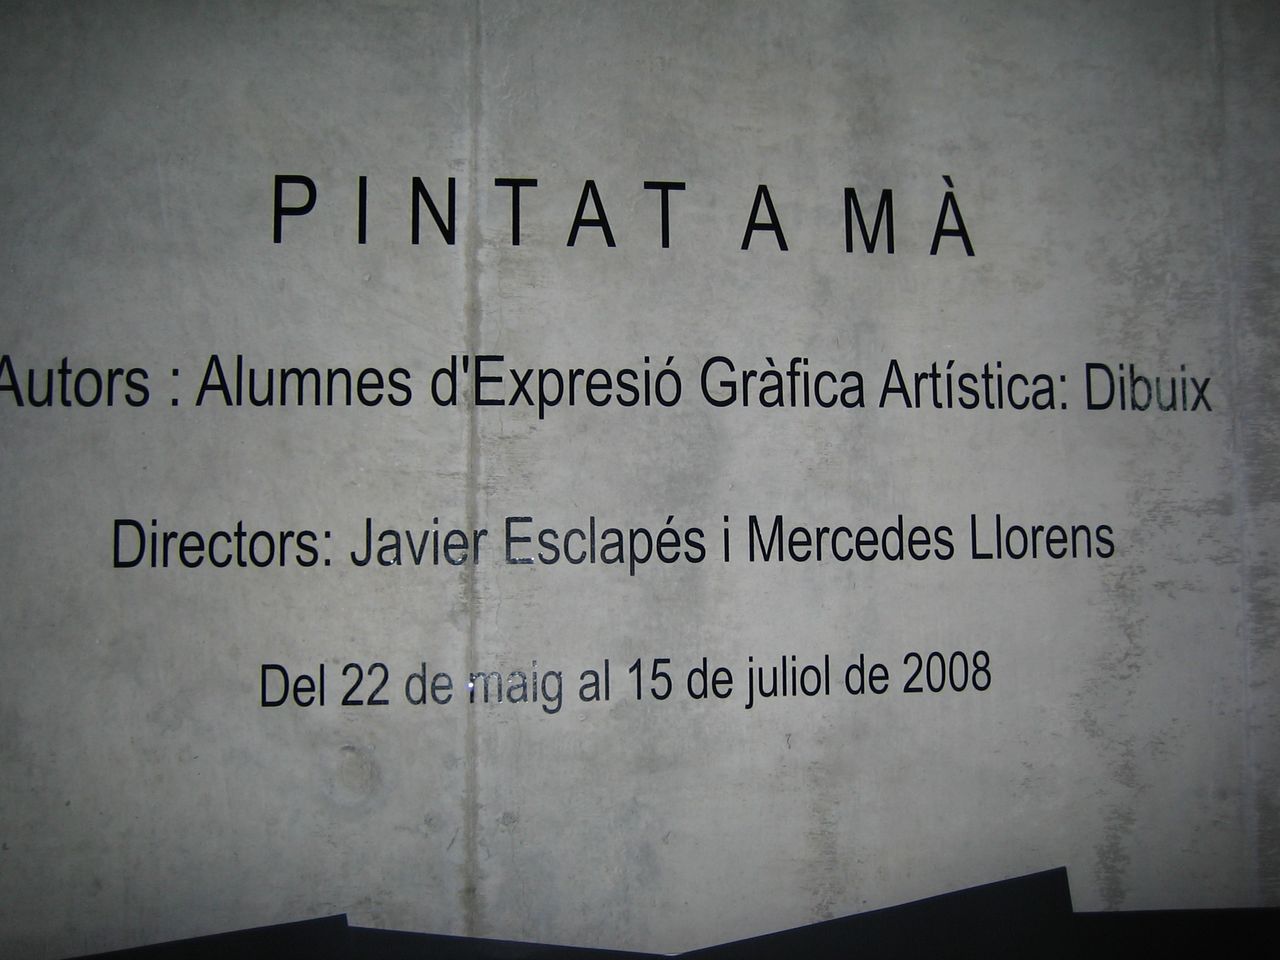 PINTAT A MÀ
Autors : Alumnes d'Expresió Gràfica Artística: Dibuix
Directors: Javier Esclapés i Mercedes Llorens
Del 22 de maig al 15 de juliol de 2008